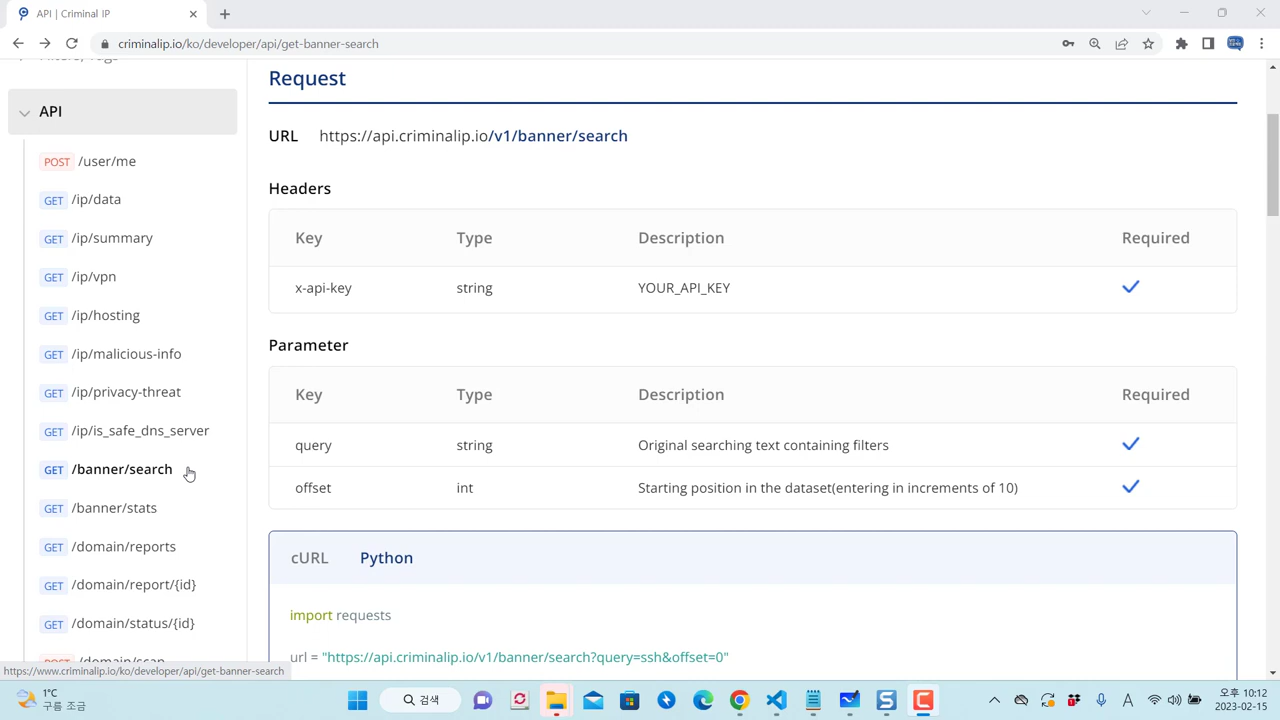 API | Criminal IP
criminalip.io/ko/developer/api/get-banner-search
API
POST /user/me
GET /ip/data
GET /ip/summary
GET /ip/vpn
GET /ip/hosting
GET /ip/malicious-info
GET /ip/privacy-threat
GET /ip/is_safe_dns_server
GET /banner/search
GET /banner/stats
GET /domain/reports
GET /domain/report/{id}
GET /domain/status/{id}
POST /domain/scan
https://www.criminalip.io/ko/developer/api/get-banner-search
Request
URL https://api.criminalip.io/v1/banner/search
Headers
Key Type Description Required
x-api-key string YOUR_API_KEY
Parameter
Key Type Description Required
query string Original searching text containing filters
offset int Starting position in the dataset(entering in increments of 10)
cURL Python
import requests
url = "https://api.criminalip.io/v1/banner/search?query=ssh&offset=0"
1°C
구름 조금
검색
A
오후 10:12
2023-02-15